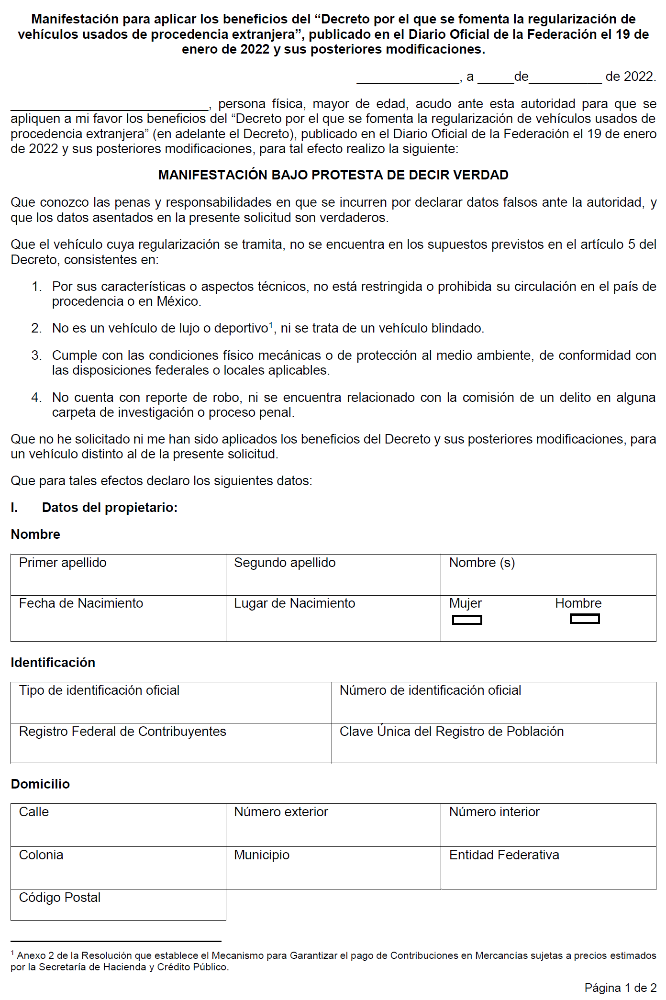 Manifestación para aplicar los beneficios del “Decreto por el que se fomenta la regularización de
vehículos usados de procedencia extranjera”, publicado en el Diario Oficial de la Federación el 19 de
enero de 2022 y sus posteriores modificaciones.
______________, a _____de__________ de 2022.
___________________________, persona física, mayor de edad, acudo ante esta autoridad para que se
apliquen a mi favor los beneficios del “Decreto por el que se fomenta la regularización de vehículos usados de
procedencia extranjera” (en adelante el Decreto), publicado en el Diario Oficial de la Federación el 19 de enero
de 2022 y sus posteriores modificaciones, para tal efecto realizo la siguiente:
MANIFESTACIÓN BAJO PROTESTA DE DECIR VERDAD
Que conozco las penas y responsabilidades en que se incurren por declarar datos falsos ante la autoridad, y
que los datos asentados en la presente solicitud son verdaderos.
Que el vehículo cuya regularización se tramita, no se encuentra en los supuestos previstos en el artículo 5 del
Decreto, consistentes en:
1. Por sus características o aspectos técnicos, no está restringida o prohibida su circulación en el país de
procedencia o en México.
2. No es un vehículo de lujo o deportivo¹, ni se trata de un vehículo blindado.
3. Cumple con las condiciones físico mecánicas o de protección al medio ambiente, de conformidad con
las disposiciones federales o locales aplicables.
4. No cuenta con reporte de robo, ni se encuentra relacionado con la comisión de un delito en alguna
carpeta de investigación o proceso penal.
Que no he solicitado ni me han sido aplicados los beneficios del Decreto y sus posteriores modificaciones, para
un vehículo distinto al de la presente solicitud.
Que para tales efectos declaro los siguientes datos:
I. Datos del propietario:
Nombre
Primer apellido Segundo apellido Nombre (s)
Fecha de Nacimiento Lugar de Nacimiento Mujer Hombre
Identificación
Tipo de identificación oficial Número de identificación oficial
Registro Federal de Contribuyentes Clave Única del Registro de Población
Domicilio
Calle Número exterior Número interior
Colonia Municipio Entidad Federativa
Código Postal
¹ Anexo 2 de la Resolución que establece el Mecanismo para Garantizar el pago de Contribuciones en Mercancías sujetas a precios estimados
por la Secretaría de Hacienda y Crédito Público.
Página 1 de 2